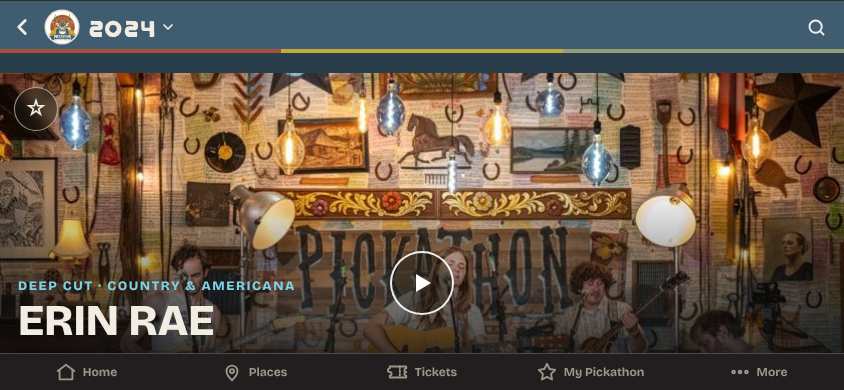 2024
PICKATHON
DEEP CUT · COUNTRY & AMERICANA
ERIN RAE
Home
Places
Tickets
My Pickathon
More